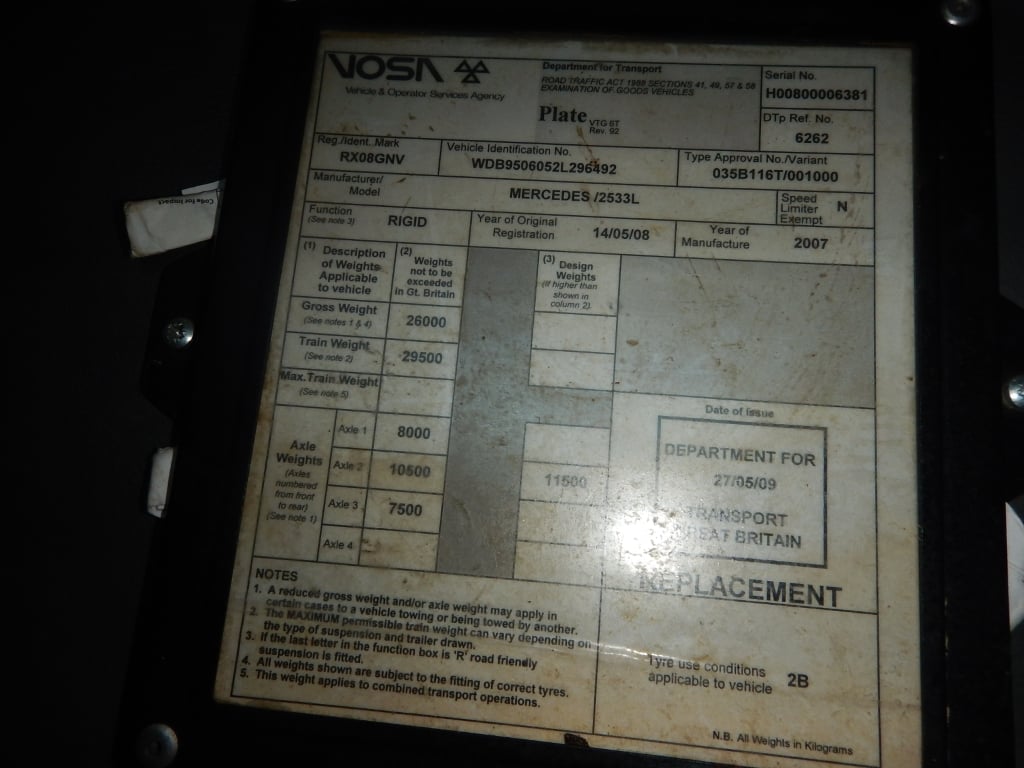 VOSA
Vehicle & Operator Services Agency
Department for Transport
ROAD TRAFFIC ACT 1988 SECTIONS 41, 49, 57 & 58
EXAMINATION OF GOODS VEHICLES
Plate VTG 6T
Rev. 92
Serial No.
H00800006381
DTp Ref. No.
6262
Reg./Ident. Mark
RX08GNV
Vehicle Identification No.
WDB9506052L296492
Type Approval No./Variant
035B116T/001000
Manufacturer/
Model
MERCEDES /2533L
Speed
Limiter
Exempt
N
Function
(See note 3)
RIGID
Year of Original
Registration
14/05/08
Year of
Manufacture
2007
(1) Description
of Weights
Applicable
to vehicle
(2) Weights
not to be
exceeded
in Gt. Britain
(3) Design
Weights
(If higher than
shown in
column 2)
Gross Weight
(See notes 1 & 4)
26000
Train Weight
(See note 2)
29500
Max.Train Weight
(See note 5)
Axle
Weights
(Axles
numbered
from front
to rear)
(See note 1)
Axle 1
8000
Axle 2
10500
11500
Axle 3
7500
Axle 4
Date of Issue
DEPARTMENT FOR
27/05/09
TRANSPORT
GREAT BRITAIN
REPLACEMENT
NOTES
1. A reduced gross weight and/or axle weight may apply in
certain cases to a vehicle towing or being towed by another.
2. The MAXIMUM permissible train weight can vary depending on
the type of suspension and trailer drawn.
3. If the last letter in the function box is 'R' road friendly
suspension is fitted.
4. All weights shown are subject to the fitting of correct tyres.
5. This weight applies to combined transport operations.
Tyre use conditions
applicable to vehicle
2B
N.B. All Weights in Kilograms